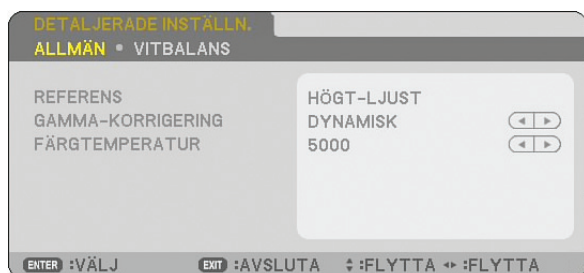 DETALJERADE INSTÄLLN.
ALLMÄN • VITBALANS
REFERENS HÖGT-LJUST
GAMMA-KORRIGERING DYNAMISK
FÄRGTEMPERATUR 5000
ENTER :VÄLJ EXIT :AVSLUTA :FLYTTA :FLYTTA